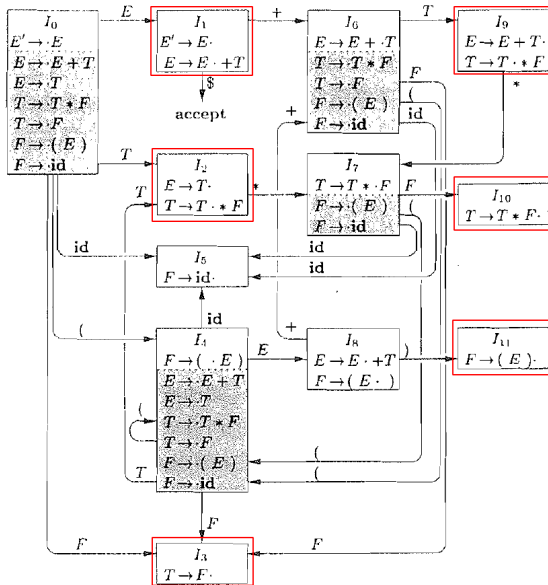 I₀
E' → ·E
E → ·E + T
E → ·T
T → ·T * F
T → ·F
F → ·( E )
F → ·id
E
I₁
E' → E·
E → E· +T
$
accept
+
I₆
E → E + ·T
T → ·T * F
T → ·F
F → ·( E )
F → ·id
T
I₉
E → E + T·
T → T· * F
*
F
(
id
+
T
I₂
E → T·
T → T· * F
T
*
I₇
T → T * ·F
F → ·( E )
F → ·id
F
(
id
I₁₀
T → T * F·
id
I₅
F → id·
id
id
(
I₄
F → ( ·E )
E → ·E + T
E → ·T
T → ·T * F
T → ·F
F → ·( E )
F → ·id
(
T
E
+
I₈
E → E· +T
F → ( E· )
)
I₁₁
F → ( E )·
(
(
F
F
I₃
T → F·
F